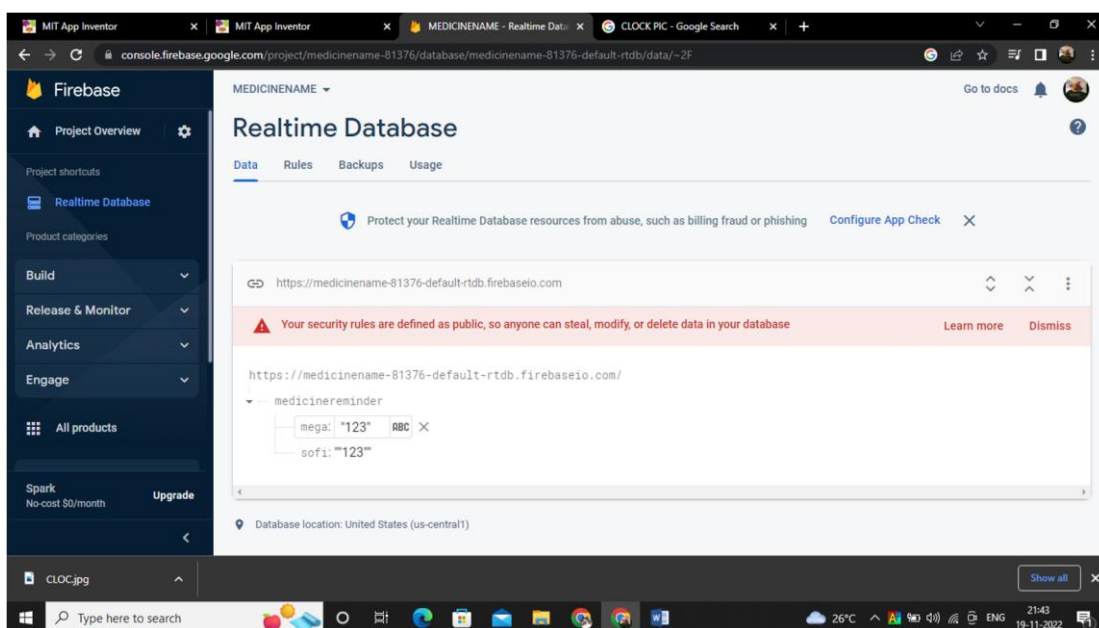 MIT App Inventor
MIT App Inventor
MEDICINENAME - Realtime Data
CLOCK PIC - Google Search
console.firebase.google.com/project/medicinename-81376/database/medicinename-81376-default-rtdb/data/~2F
Firebase
MEDICINENAME
Go to docs
Project Overview
Realtime Database
Data Rules Backups Usage
Project shortcuts
Realtime Database
Product categories
Protect your Realtime Database resources from abuse, such as billing fraud or phishing Configure App Check
Build
Release & Monitor
Analytics
Engage
All products
Spark
No-cost $0/month
Upgrade
https://medicinename-81376-default-rtdb.firebaseio.com
Your security rules are defined as public, so anyone can steal, modify, or delete data in your database Learn more Dismiss
https://medicinename-81376-default-rtdb.firebaseio.com/
medicinereminder
mega: "123" ABC
sofi: ""123""
Database location: United States (us-central1)
CLOC.jpg
Show all
Type here to search
26°C
ENG
21:43
19-11-2022